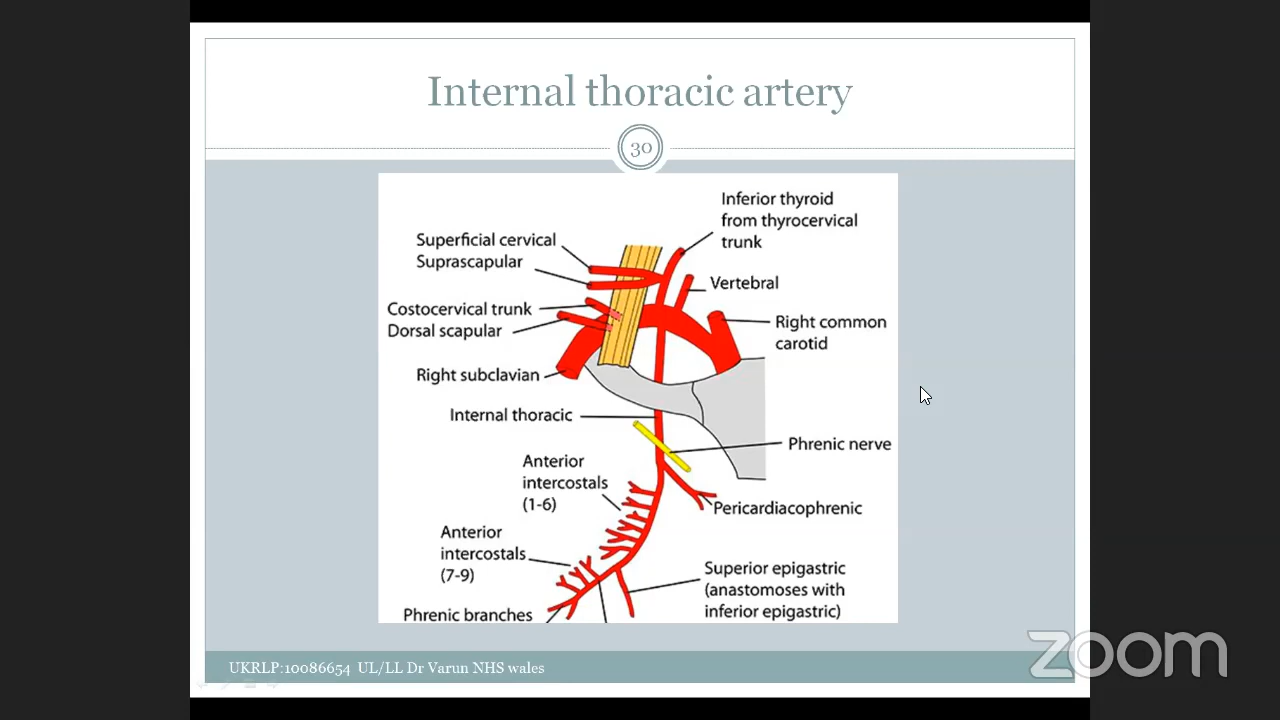 Internal thoracic artery
30
Inferior thyroid
from thyrocervical
trunk
Superficial cervical
Suprascapular
Vertebral
Costocervical trunk
Dorsal scapular
Right common
carotid
Right subclavian
Internal thoracic
Phrenic nerve
Anterior
intercostals
(1-6)
Pericardiacophrenic
Anterior
intercostals
(7-9)
Superior epigastric
(anastomoses with
inferior epigastric)
Phrenic branches
UKRLP:10086654 UL/LL Dr Varun NHS wales
zoom